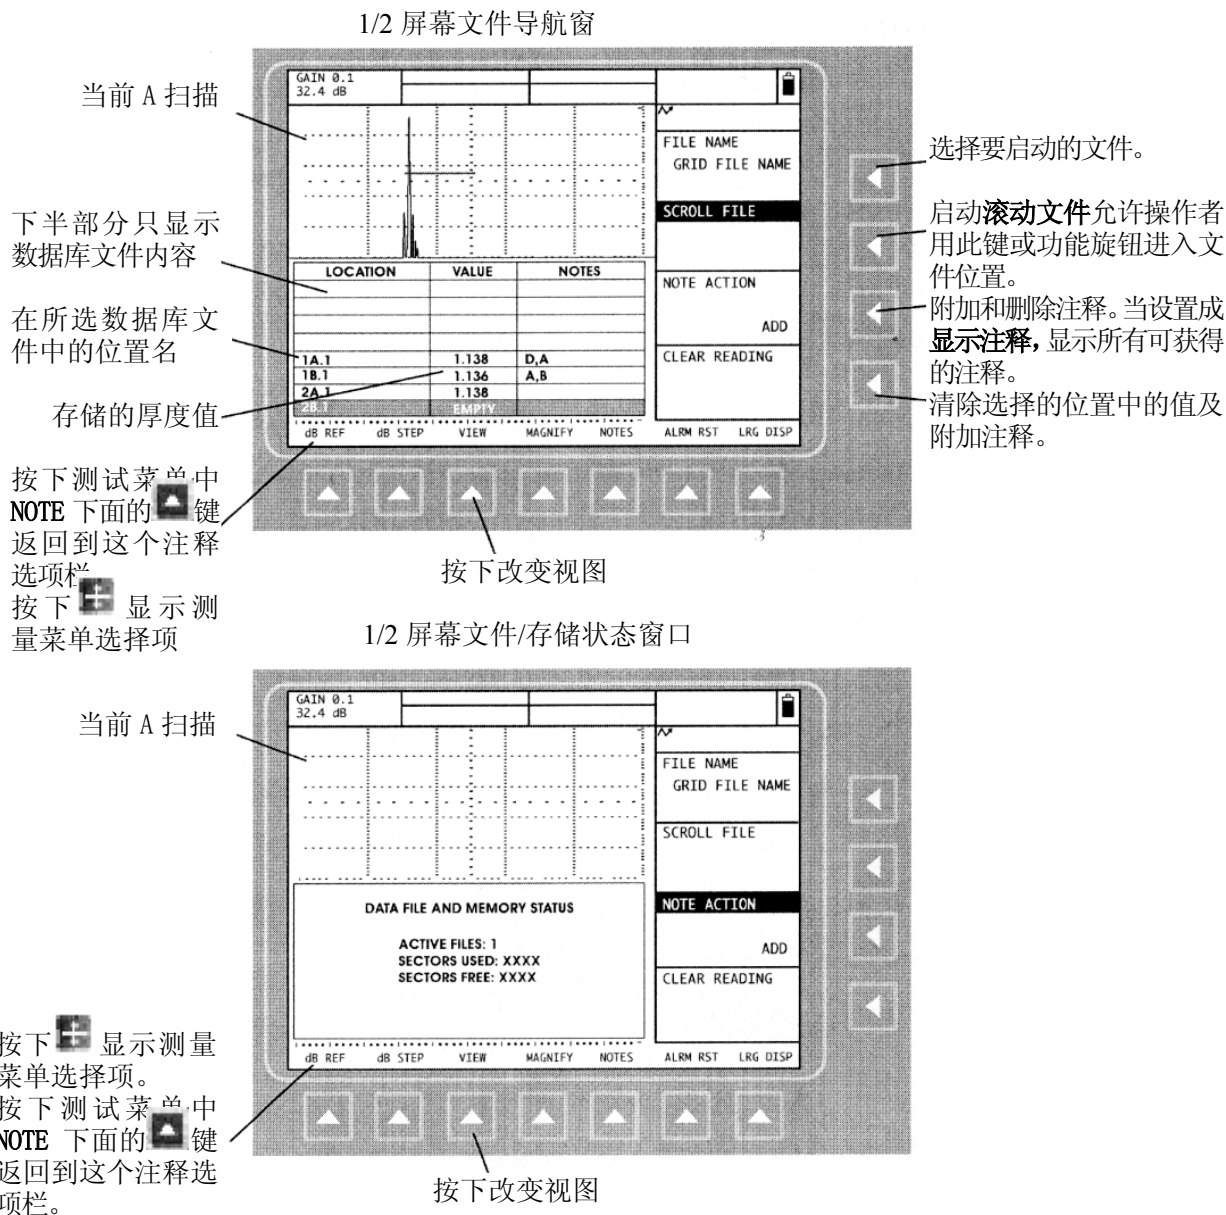 1/2 屏幕文件导航窗
当前 A 扫描
下半部分只显示
数据库文件内容
在所选数据库文
件中的位置名
存储的厚度值
按下测试菜单中
NOTE 下面的 键
返回到这个注释
选项栏
按下 显示测
量菜单选择项
GAIN 0.1
32.4 dB
FILE NAME
GRID FILE NAME
SCROLL FILE
NOTE ACTION
ADD
CLEAR READING
LOCATION VALUE NOTES
1A.1 1.138 D,A
1B.1 1.136 A,B
2A.1 1.138
2B.1 EMPTY
dB REF dB STEP VIEW MAGNIFY NOTES ALRM RST LRG DISP
选择要启动的文件。
启动滚动文件允许操作者
用此键或功能旋钮进入文
件位置。
附加和删除注释。当设置成
显示注释，显示所有可获得
的注释。
清除选择的位置中的值及
附加注释。
按下改变视图
1/2 屏幕文件/存储状态窗口
当前 A 扫描
GAIN 0.1
32.4 dB
FILE NAME
GRID FILE NAME
SCROLL FILE
NOTE ACTION
ADD
CLEAR READING
DATA FILE AND MEMORY STATUS
ACTIVE FILES: 1
SECTORS USED: XXXX
SECTORS FREE: XXXX
dB REF dB STEP VIEW MAGNIFY NOTES ALRM RST LRG DISP
按下 显示测量
菜单选择项。
按下测试菜单中
NOTE 下面的 键
返回到这个注释选
项栏。
按下改变视图